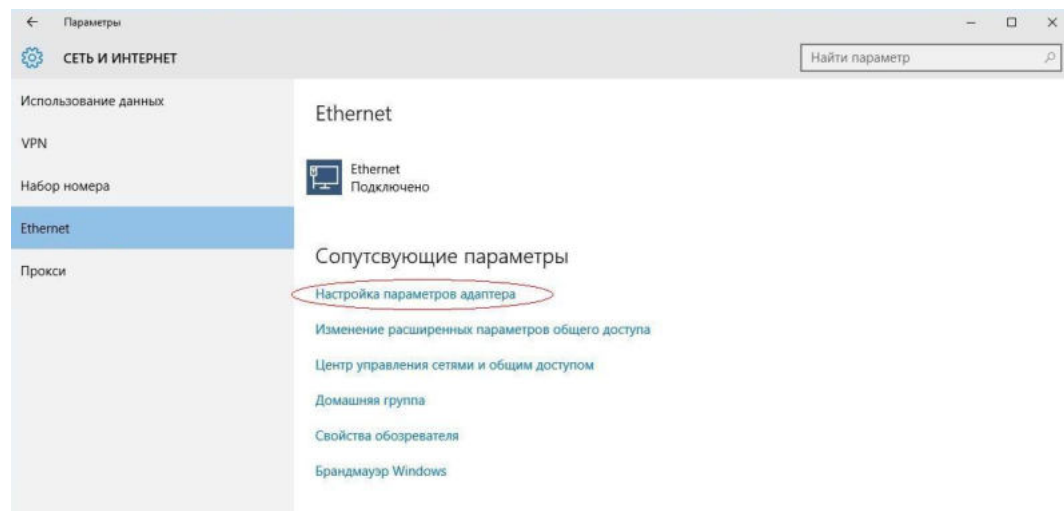 Параметры
СЕТЬ И ИНТЕРНЕТ
Найти параметр
Использование данных
VPN
Набор номера
Ethernet
Прокси
Ethernet
Ethernet
Подключено
Сопутсвующие параметры
Настройка параметров адаптера
Изменение расширенных параметров общего доступа
Центр управления сетями и общим доступом
Домашняя группа
Свойства обозревателя
Брандмауэр Windows